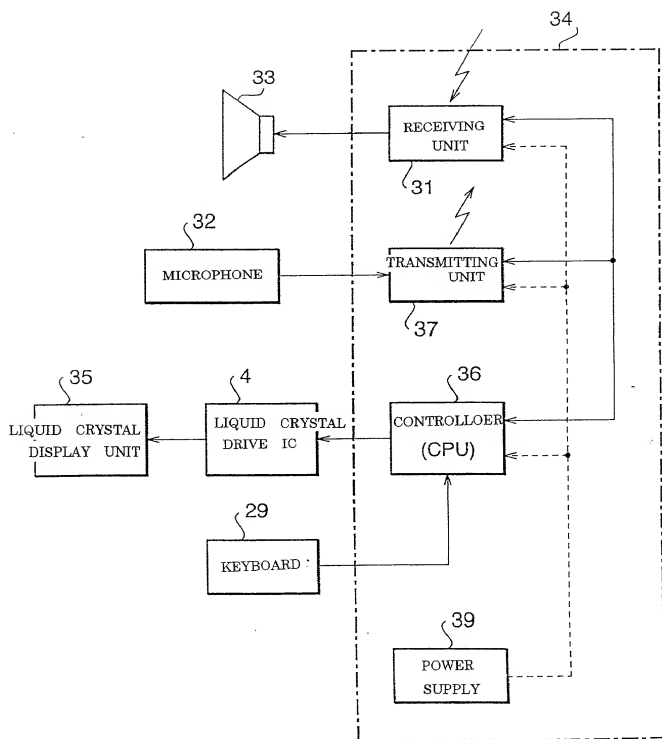 34
33
RECEIVING
UNIT
31
32
MICROPHONE
TRANSMITTING
UNIT
37
35
4
36
LIQUID CRYSTAL
DISPLAY UNIT
LIQUID CRYSTAL
DRIVE IC
CONTROLLOER
(CPU)
29
KEYBOARD
39
POWER
SUPPLY